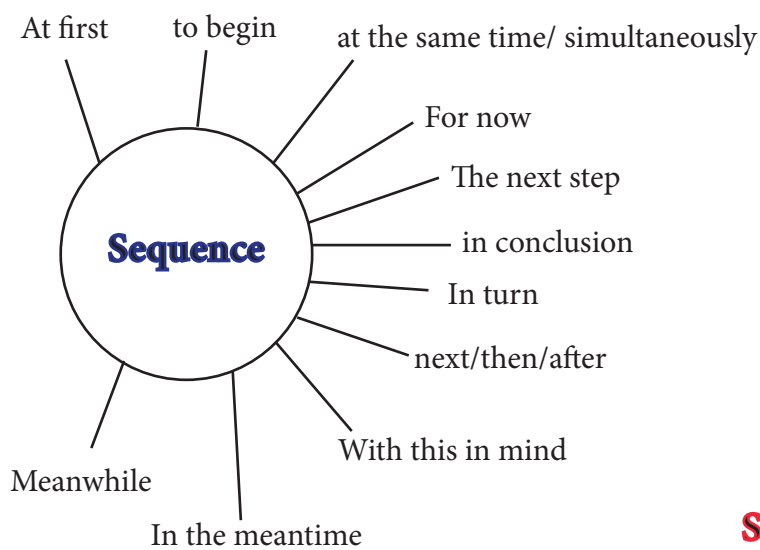 At first
to begin
at the same time/ simultaneously
For now
The next step
Sequence
in conclusion
In turn
next/then/after
With this in mind
Meanwhile
In the meantime
S